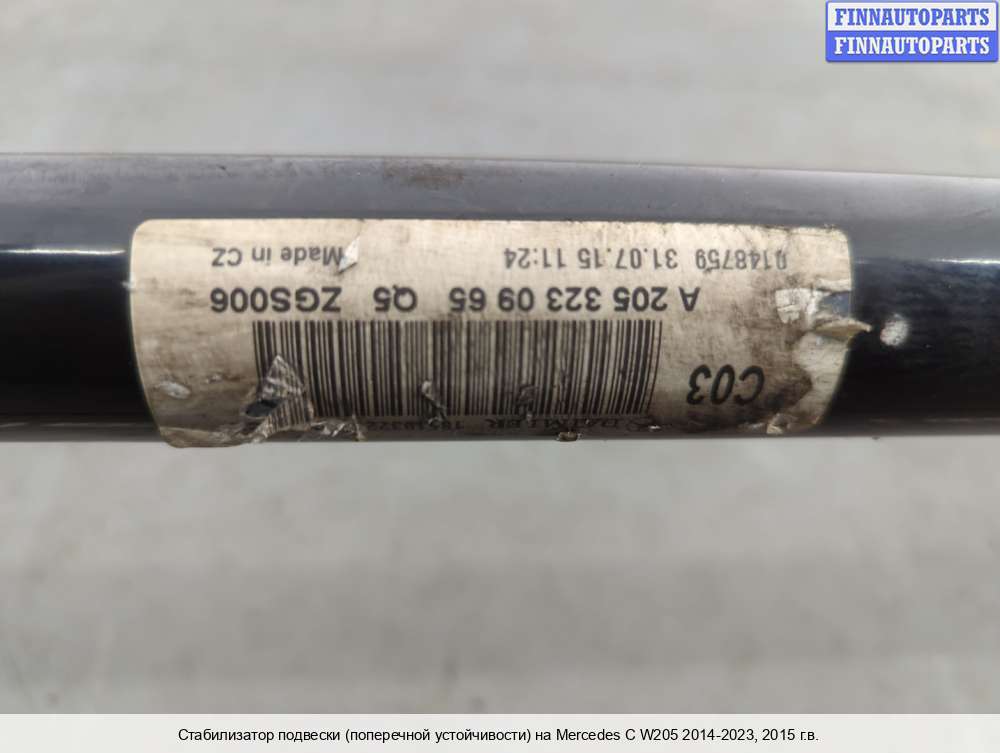 FINNAUTOPARTS
FINNAUTOPARTS
DAIMLER
C03
A 205 323 09 65 Q5 ZGS006
31.07.15 11:24 Made in CZ
Стабилизатор подвески (поперечной устойчивости) на Mercedes C W205 2014-2023, 2015 г.в.